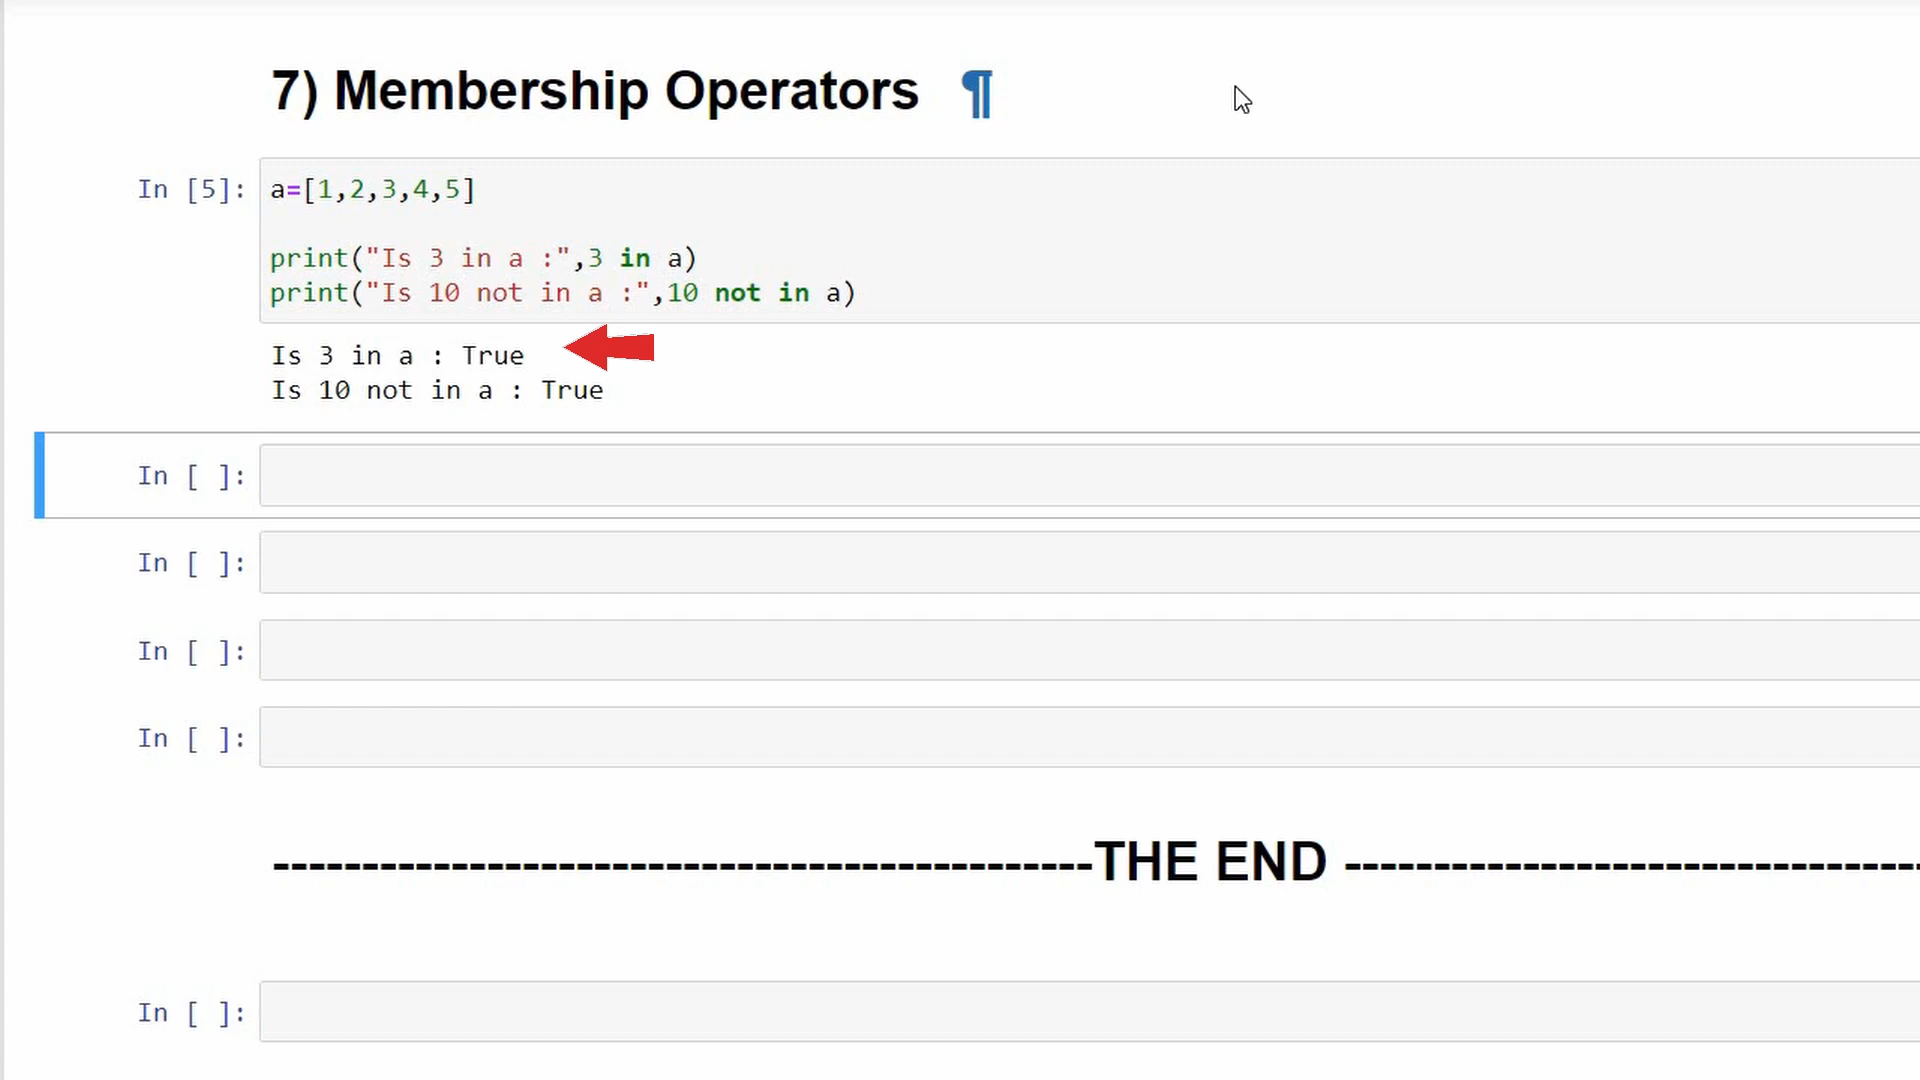 7) Membership Operators ¶
In [5]: a=[1,2,3,4,5]
print("Is 3 in a :",3 in a)
print("Is 10 not in a :",10 not in a)
Is 3 in a : True
Is 10 not in a : True
In [ ]:
In [ ]:
In [ ]:
In [ ]:
----------------------------------------------THE END --------------------------------
In [ ]: